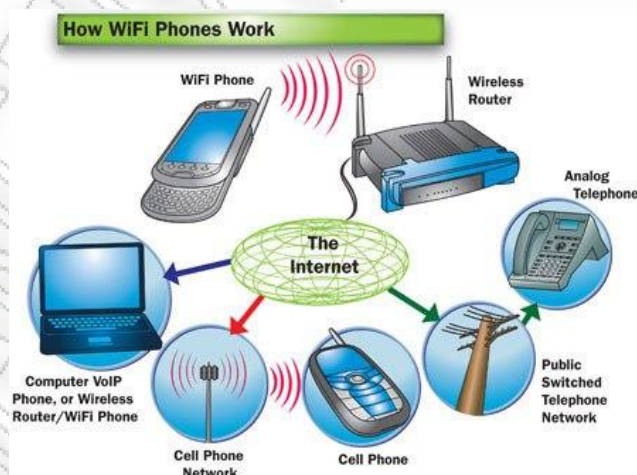 How WiFi Phones Work
WiFi Phone
Wireless
Router
Analog
Telephone
The
Internet
Computer VoIP
Phone, or Wireless
Router/WiFi Phone
Cell Phone
Network
Cell Phone
Public
Switched
Telephone
Network